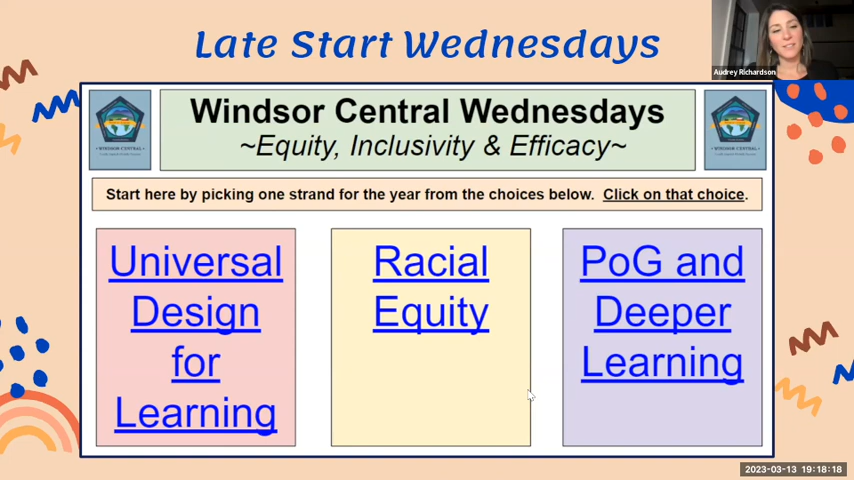 Late Start Wednesdays
Audrey Richardson
Windsor Central Wednesdays
~Equity, Inclusivity & Efficacy~
Start here by picking one strand for the year from the choices below. Click on that choice.
Universal
Design
for
Learning
Racial
Equity
PoG and
Deeper
Learning
2023-03-13 19:18:18